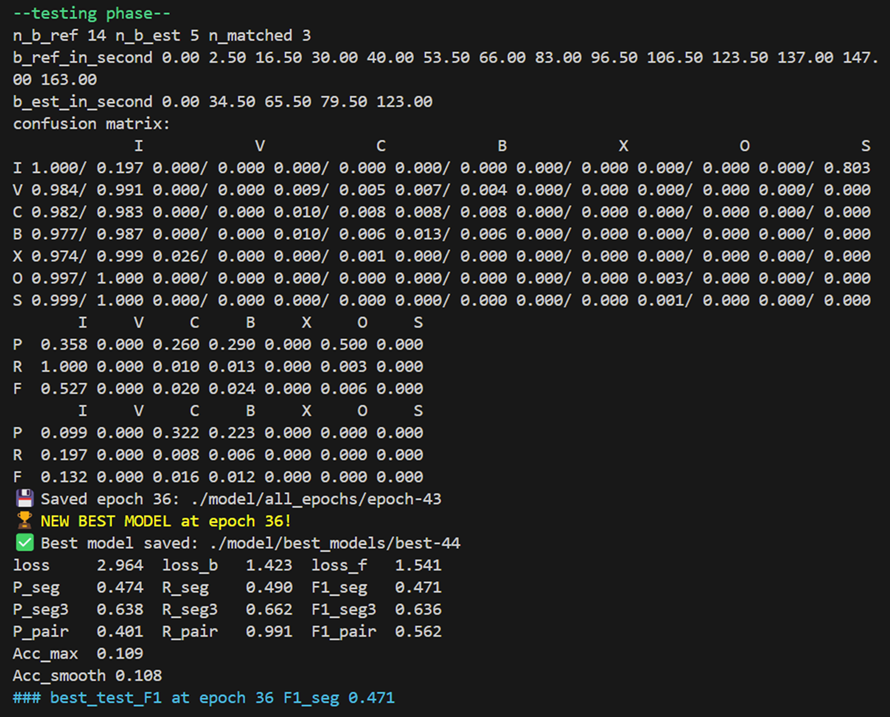 --testing phase--
n_b_ref 14 n_b_est 5 n_matched 3
b_ref_in_second 0.00 2.50 16.50 30.00 40.00 53.50 66.00 83.00 96.50 106.50 123.50 137.00 147.
00 163.00
b_est_in_second 0.00 34.50 65.50 79.50 123.00
confusion matrix:
I V C B X O S
I 1.000/ 0.197 0.000/ 0.000 0.000/ 0.000 0.000/ 0.000 0.000/ 0.000 0.000/ 0.000 0.000/ 0.803
V 0.984/ 0.991 0.000/ 0.000 0.009/ 0.005 0.007/ 0.004 0.000/ 0.000 0.000/ 0.000 0.000/ 0.000
C 0.982/ 0.983 0.000/ 0.000 0.010/ 0.008 0.008/ 0.008 0.000/ 0.000 0.000/ 0.000 0.000/ 0.000
B 0.977/ 0.987 0.000/ 0.000 0.010/ 0.006 0.013/ 0.006 0.000/ 0.000 0.000/ 0.000 0.000/ 0.000
X 0.974/ 0.999 0.026/ 0.000 0.000/ 0.001 0.000/ 0.000 0.000/ 0.000 0.000/ 0.000 0.000/ 0.000
O 0.997/ 1.000 0.000/ 0.000 0.000/ 0.000 0.000/ 0.000 0.000/ 0.000 0.003/ 0.000 0.000/ 0.000
S 0.999/ 1.000 0.000/ 0.000 0.000/ 0.000 0.000/ 0.000 0.000/ 0.000 0.001/ 0.000 0.000/ 0.000
I V C B X O S
P 0.358 0.000 0.260 0.290 0.000 0.500 0.000
R 1.000 0.000 0.010 0.013 0.000 0.003 0.000
F 0.527 0.000 0.020 0.024 0.000 0.006 0.000
I V C B X O S
P 0.099 0.000 0.322 0.223 0.000 0.000 0.000
R 0.197 0.000 0.008 0.006 0.000 0.000 0.000
F 0.132 0.000 0.016 0.012 0.000 0.000 0.000
💾 Saved epoch 36: ./model/all_epochs/epoch-43
🏆 NEW BEST MODEL at epoch 36!
✅ Best model saved: ./model/best_models/best-44
loss 2.964 loss_b 1.423 loss_f 1.541
P_seg 0.474 R_seg 0.490 F1_seg 0.471
P_seg3 0.638 R_seg3 0.662 F1_seg3 0.636
P_pair 0.401 R_pair 0.991 F1_pair 0.562
Acc_max 0.109
Acc_smooth 0.108
### best_test_F1 at epoch 36 F1_seg 0.471